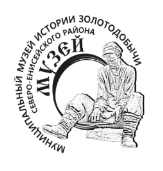 МУНИЦИПАЛЬНЫЙ МУЗЕЙ ИСТОРИИ ЗОЛОТОДОБЫЧИ
СЕВЕРО-ЕНИСЕЙСКОГО РАЙОНА
МУЗЕЙ